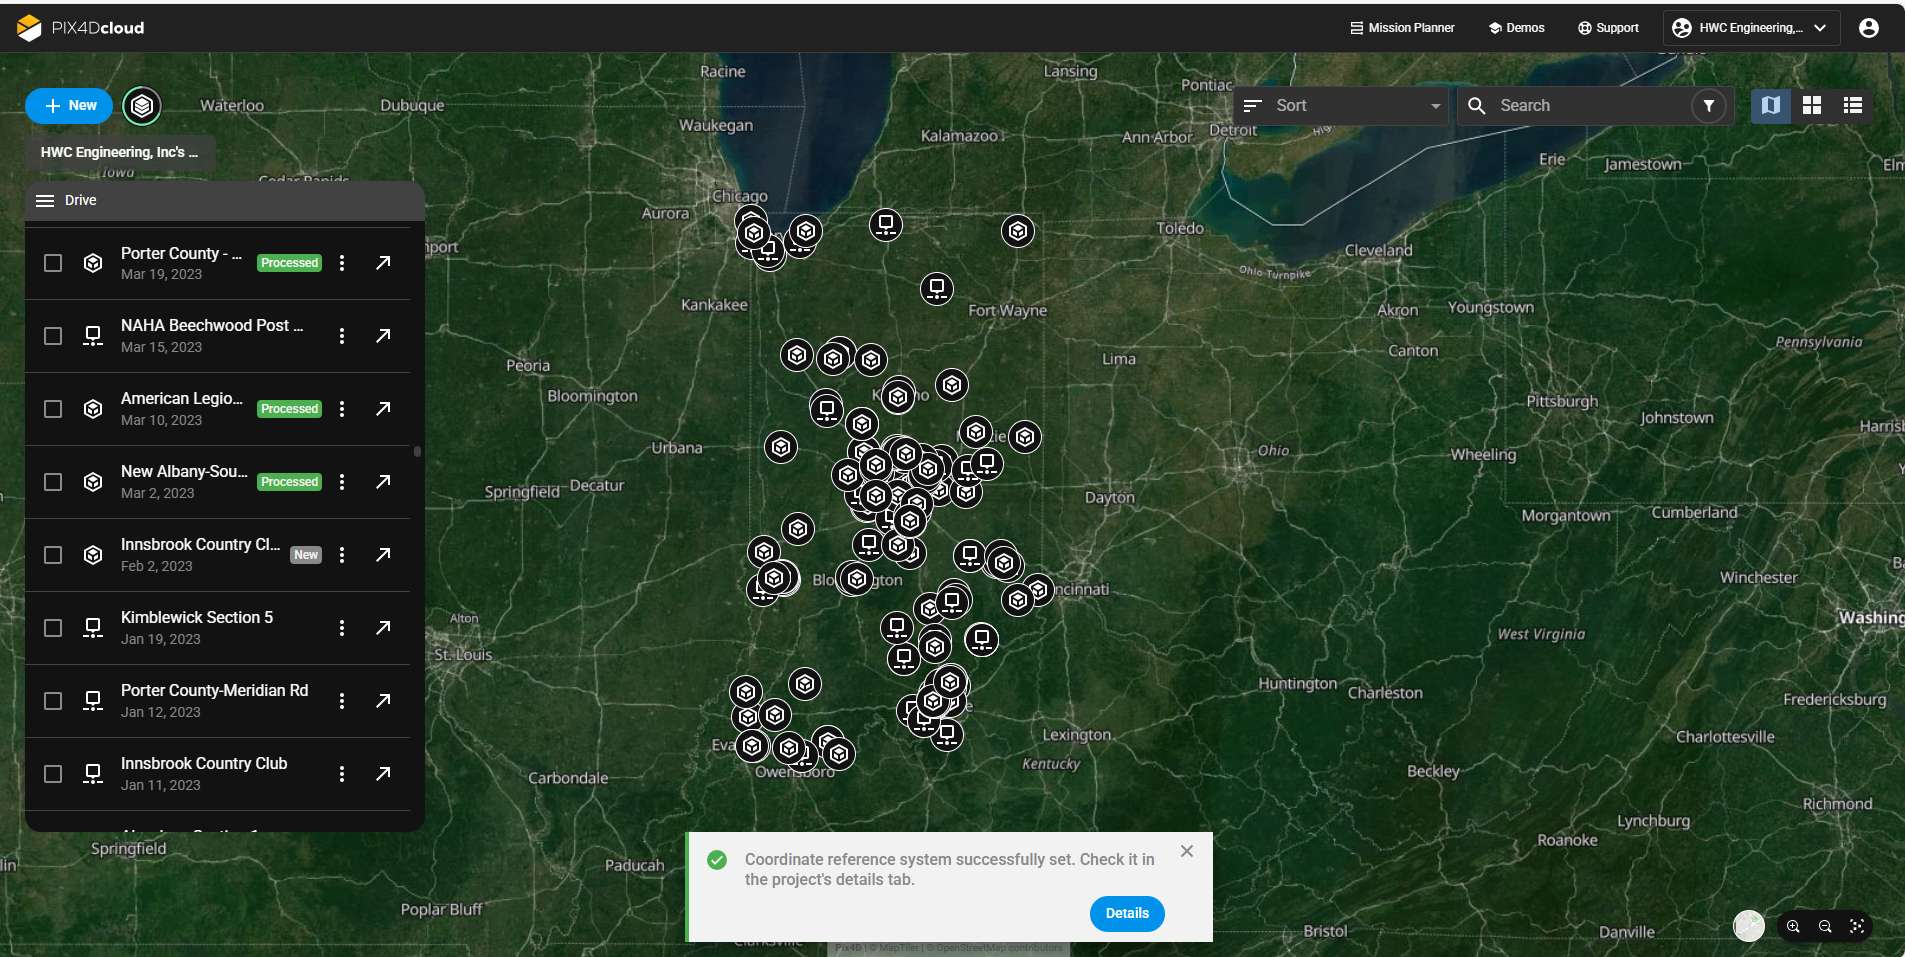 PIX4Dcloud
Mission Planner
Demos
Support
HWC Engineering,...
New
Sort
Search
HWC Engineering, Inc's ...
Drive
Porter County - ...
Processed
Mar 19, 2023
NAHA Beechwood Post ...
Mar 15, 2023
American Legio...
Processed
Mar 10, 2023
New Albany-Sou...
Processed
Mar 2, 2023
Innsbrook Country Cl...
New
Feb 2, 2023
Kimblewick Section 5
Jan 19, 2023
Porter County-Meridian Rd
Jan 12, 2023
Innsbrook Country Club
Jan 11, 2023
Racine
Lansing
Pontiac
Waterloo
Dubuque
Waukegan
Kalamazoo
Ann Arbor
Detroit
Erie
Jamestown
Iowa
Cedar Rapids
Chicago
Aurora
Toledo
Cleveland
Ohio Turnpike
Kankakee
Fort Wayne
Akron
Youngstown
Canton
Pennsylvania
Peoria
Lima
Bloomington
Pittsburgh
Johnstown
Harrisb
Urbana
Ohio
Wheeling
Springfield
Decatur
Dayton
Morgantown
Cumberland
Winchester
Washing
Alton
St. Louis
West Virginia
Huntington
Charleston
Fredericksburg
Lexington
Kentucky
Charlottesville
Carbondale
Owensboro
Beckley
Richmond
Lynchburg
Roanoke
Springfield
Paducah
Poplar Bluff
Clarksville
Bristol
Danville
Coordinate reference system successfully set. Check it in
the project's details tab.
Details
Pix4D | © MapTiler | © OpenStreetMap contributors